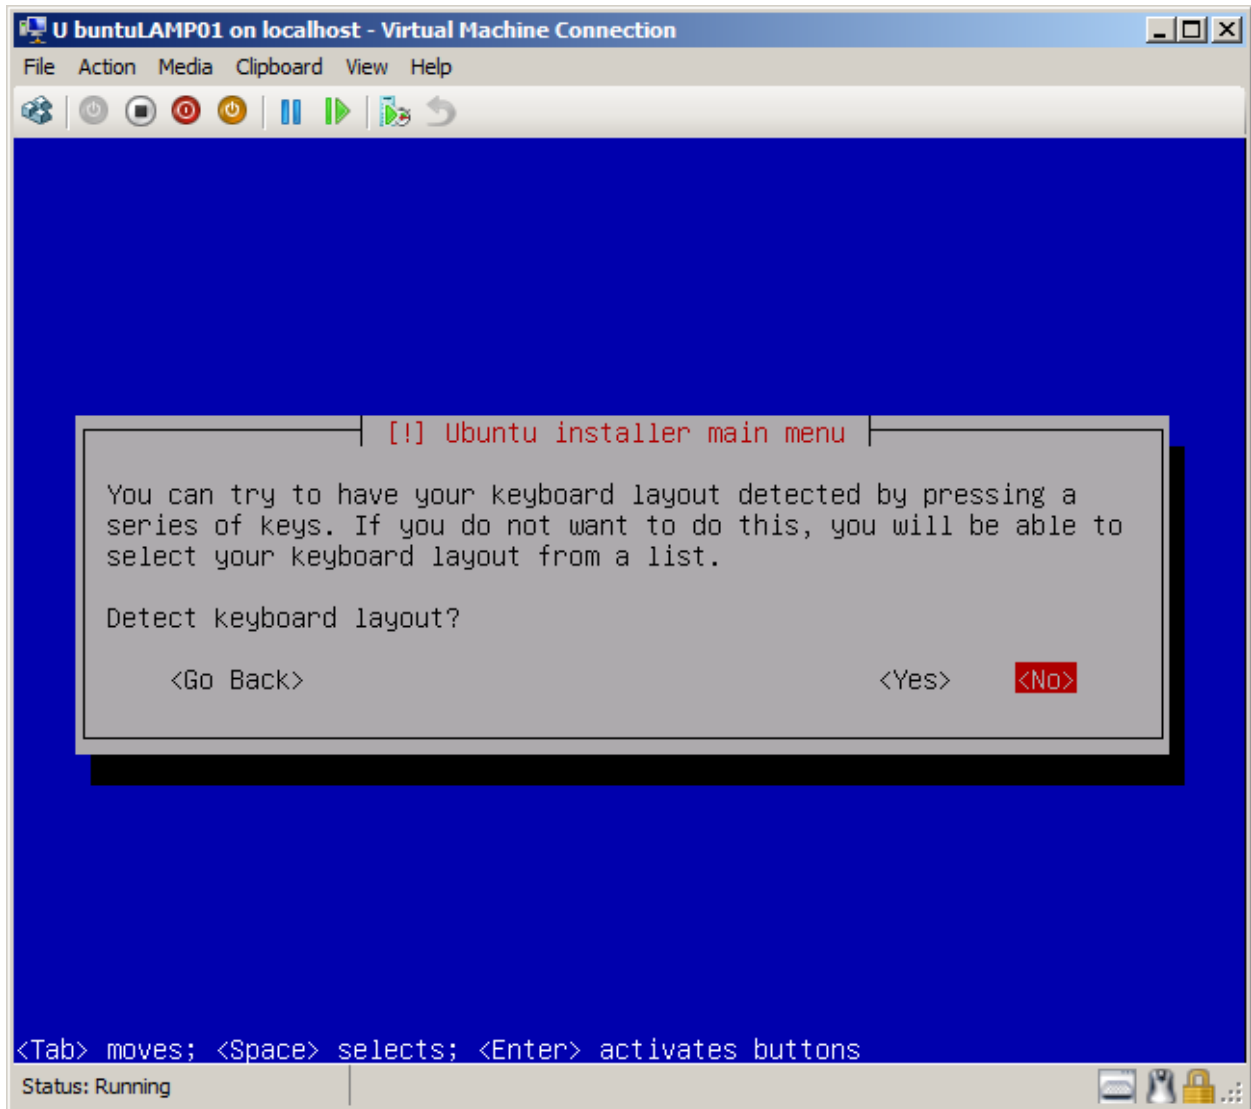 U buntuLAMP01 on localhost - Virtual Machine Connection
File Action Media Clipboard View Help
[!] Ubuntu installer main menu
You can try to have your keyboard layout detected by pressing a
series of keys. If you do not want to do this, you will be able to
select your keyboard layout from a list.
Detect keyboard layout?
<Go Back> <Yes> <No>
<Tab> moves; <Space> selects; <Enter> activates buttons
Status: Running